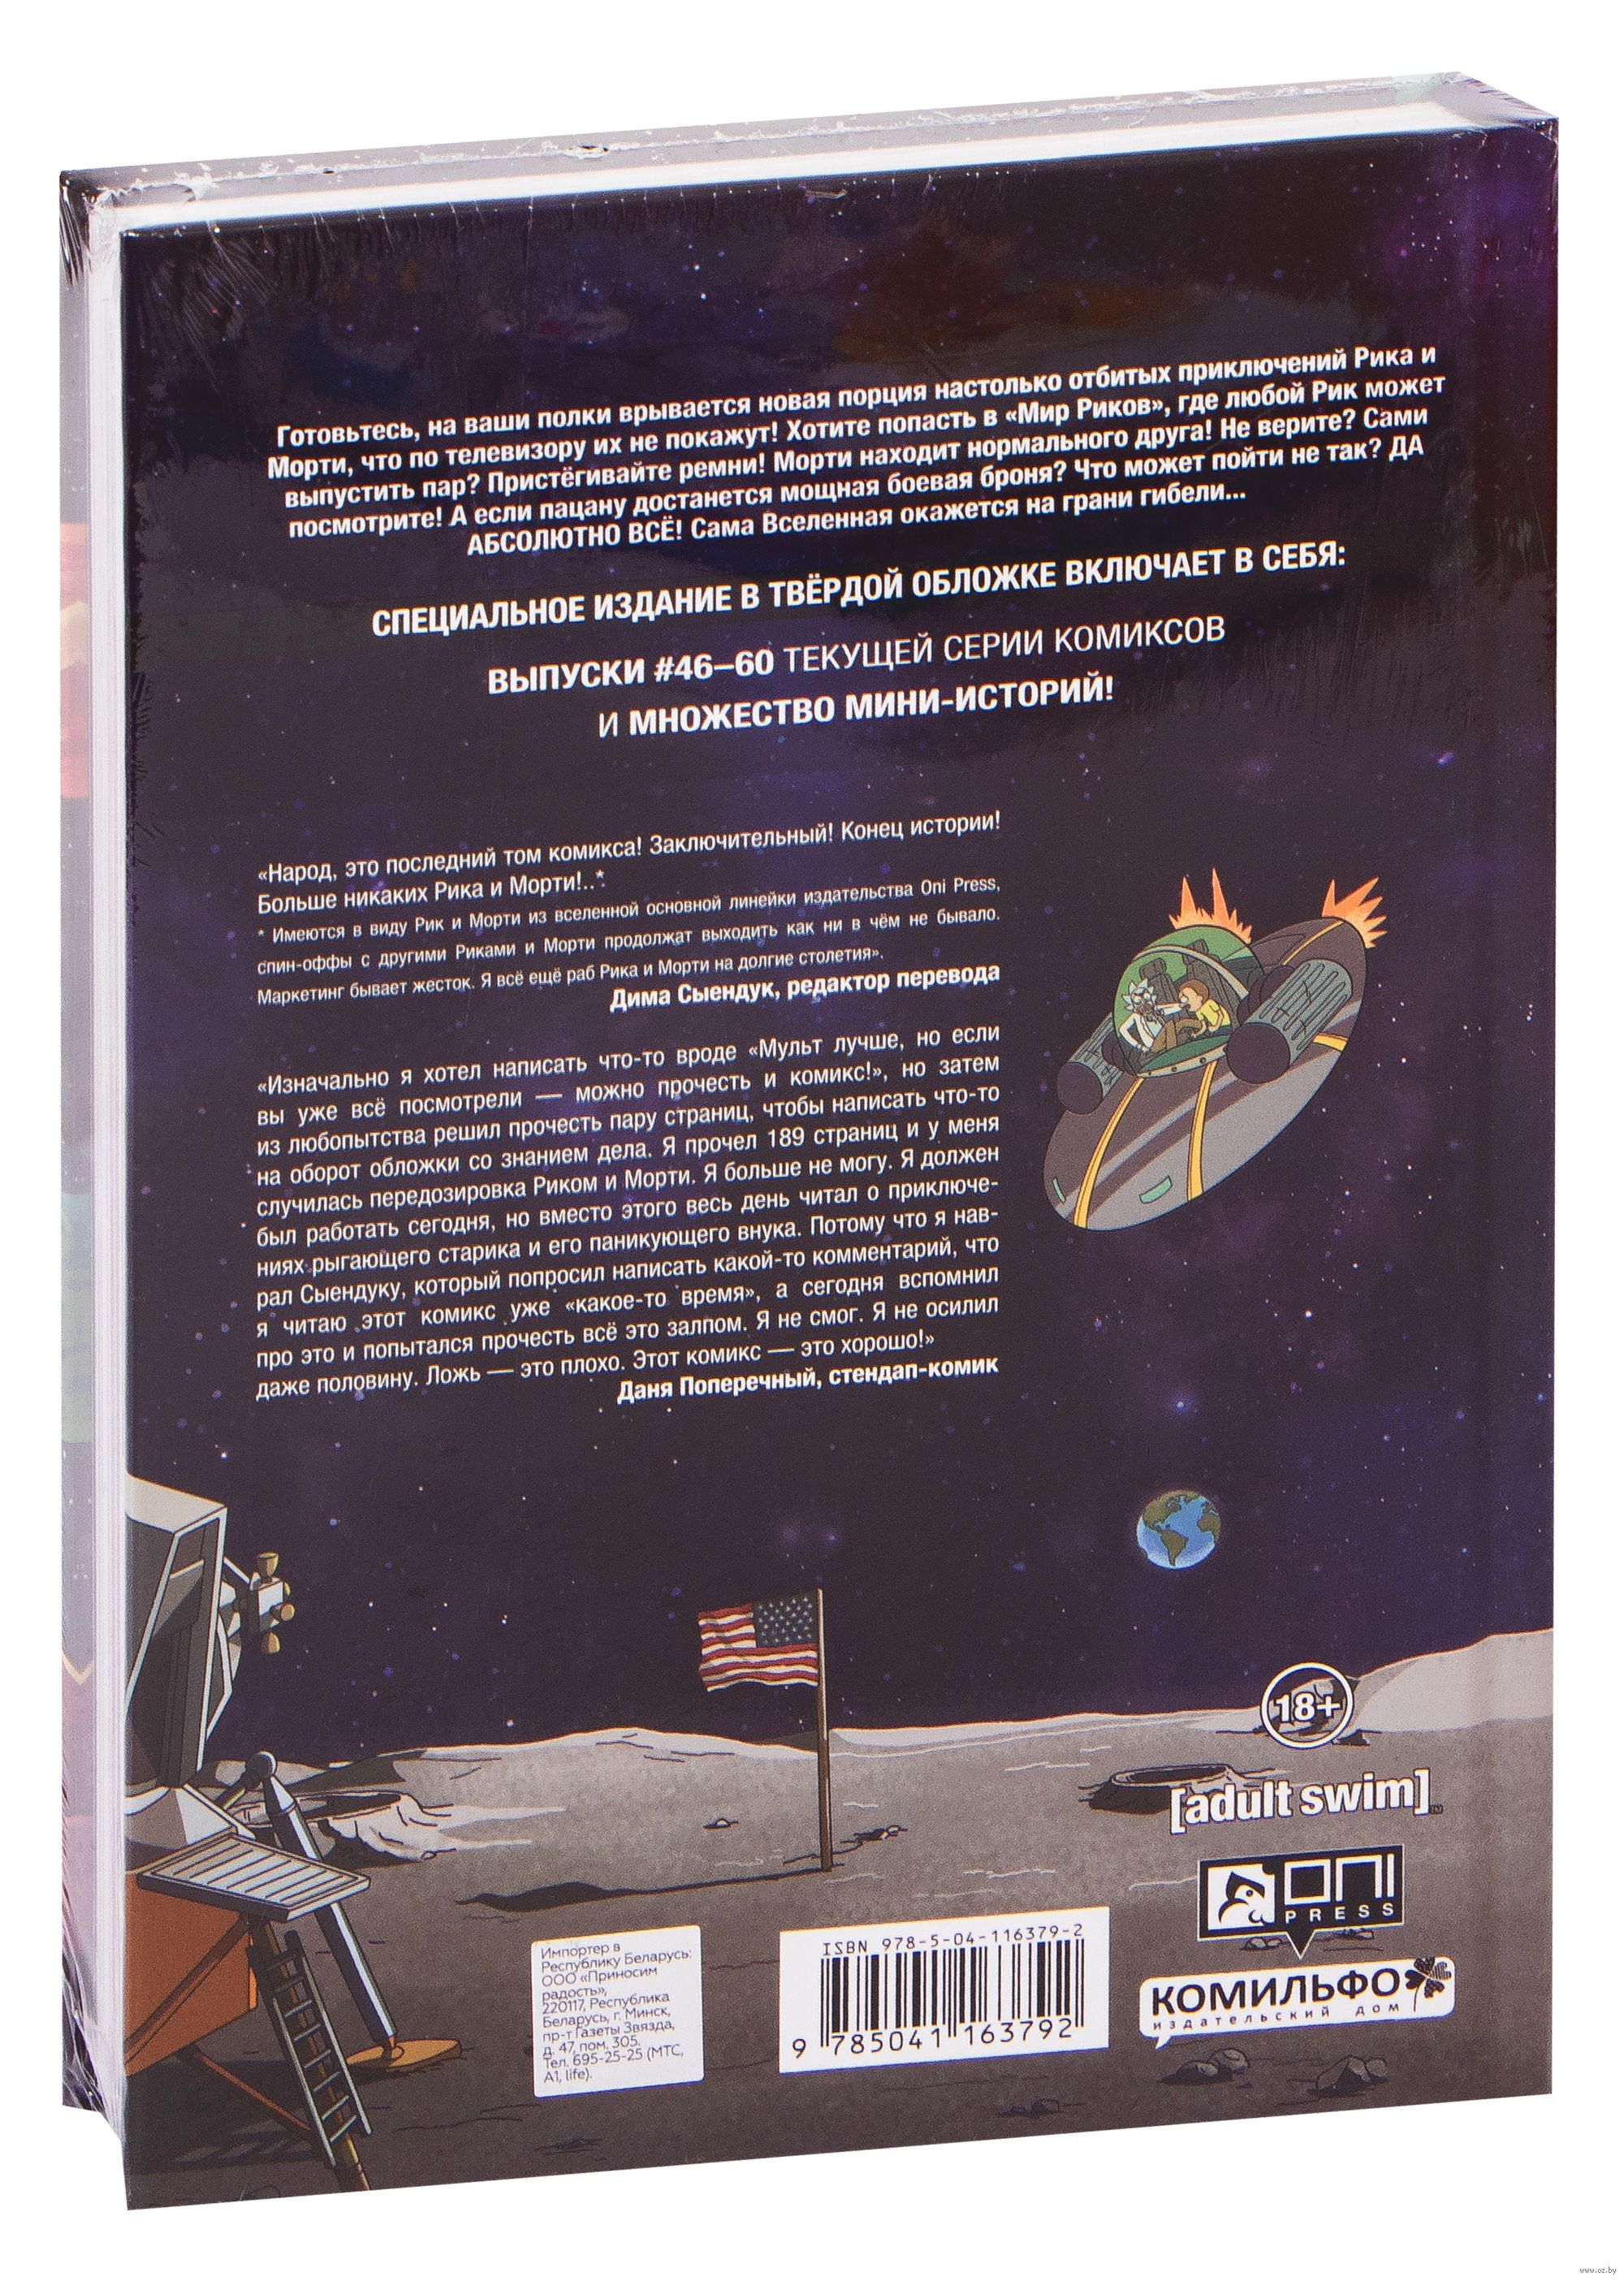 Готовьтесь, на ваши полки врывается новая порция настолько отбитых приключений Рика и
Морти, что по телевизору их не покажут! Хотите попасть в «Мир Риков», где любой Рик может
выпустить пар? Пристёгивайте ремни! Морти находит нормального друга! Не верите? Сами
посмотрите! А если пацану достанется мощная боевая броня? Что может пойти не так? ДА
АБСОЛЮТНО ВСЁ! Сама Вселенная окажется на грани гибели...
СПЕЦИАЛЬНОЕ ИЗДАНИЕ В ТВЁРДОЙ ОБЛОЖКЕ ВКЛЮЧАЕТ В СЕБЯ:
ВЫПУСКИ #46–60 ТЕКУЩЕЙ СЕРИИ КОМИКСОВ
И МНОЖЕСТВО МИНИ-ИСТОРИЙ!
«Народ, это последний том комикса! Заключительный! Конец истории!
Больше никаких Рика и Морти!..*
* Имеются в виду Рик и Морти из вселенной основной линейки издательства Oni Press,
спин-оффы с другими Риками и Морти продолжат выходить как ни в чём не бывало.
Маркетинг бывает жесток. Я всё ещё раб Рика и Морти на долгие столетия».
Дима Сыендук, редактор перевода
«Изначально я хотел написать что-то вроде «Мульт лучше, но если
вы уже всё посмотрели — можно прочесть и комикс!», но затем
из любопытства решил прочесть пару страниц, чтобы написать что-то
на оборот обложки со знанием дела. Я прочел 189 страниц и у меня
случилась передозировка Риком и Морти. Я больше не могу. Я должен
был работать сегодня, но вместо этого весь день читал о приключе-
ниях рыгающего старика и его паникующего внука. Потому что я нав-
рал Сыендуку, который попросил написать какой-то комментарий, что
я читаю этот комикс уже «какое-то время», а сегодня вспомнил
про это и попытался прочесть всё это залпом. Я не смог. Я не осилил
даже половину. Ложь — это плохо. Этот комикс — это хорошо!»
Даня Поперечный, стендап-комик
18+
[adult swim]
ONI
PRESS
КОМИЛЬФО
издательский дом
Импортер в
Республику Беларусь:
ООО «Приносим
радость»,
220117, Республика
Беларусь, г. Минск,
пр-т Газеты Звязда,
д. 47, пом. 305.
Тел. 695-25-25 (МТС,
А1, life).
ISBN 978-5-04-116379-2
9 785041 163792
www.oz.by